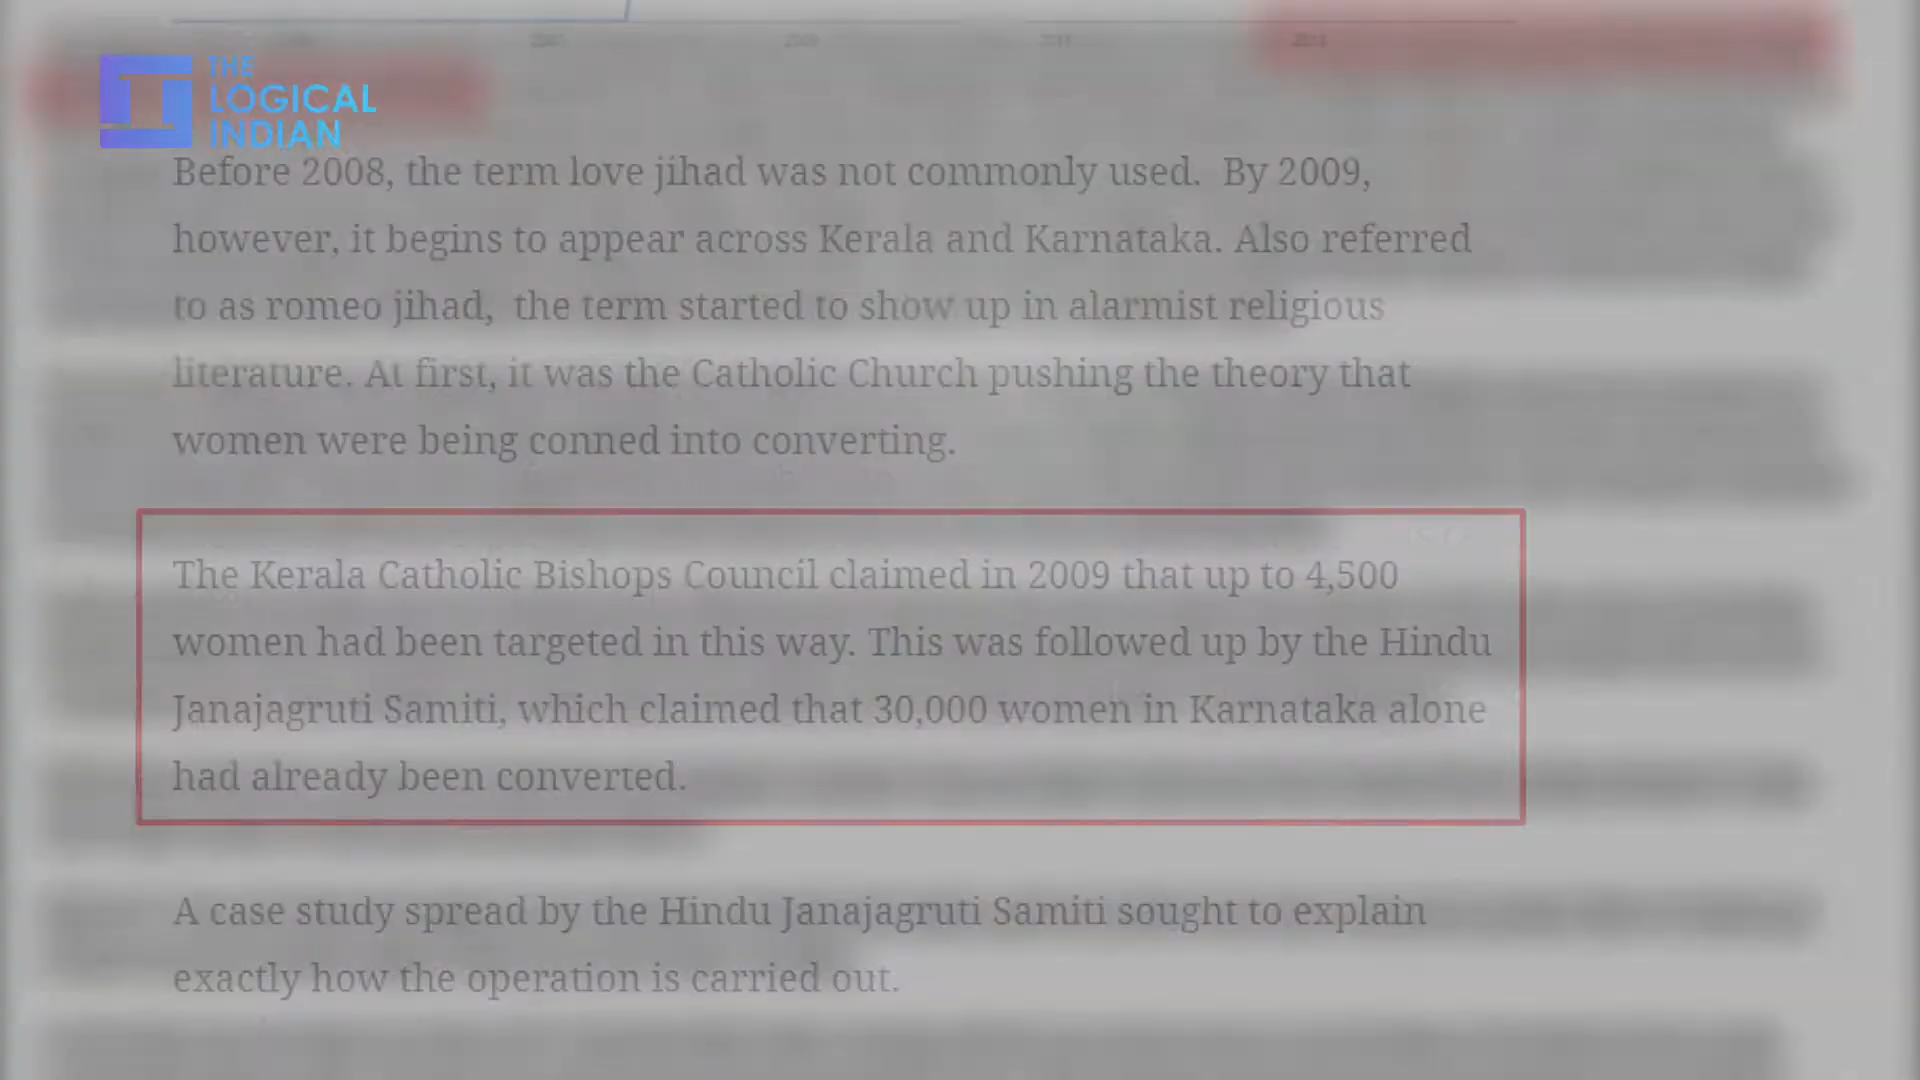 THE
LOGICAL
INDIAN
Before 2008, the term love jihad was not commonly used. By 2009,
however, it begins to appear across Kerala and Karnataka. Also referred
to as romeo jihad, the term started to show up in alarmist religious
literature. At first, it was the Catholic Church pushing the theory that
women were being conned into converting.
The Kerala Catholic Bishops Council claimed in 2009 that up to 4,500
women had been targeted in this way. This was followed up by the Hindu
Janajagruti Samiti, which claimed that 30,000 women in Karnataka alone
had already been converted.
A case study spread by the Hindu Janajagruti Samiti sought to explain
exactly how the operation is carried out.